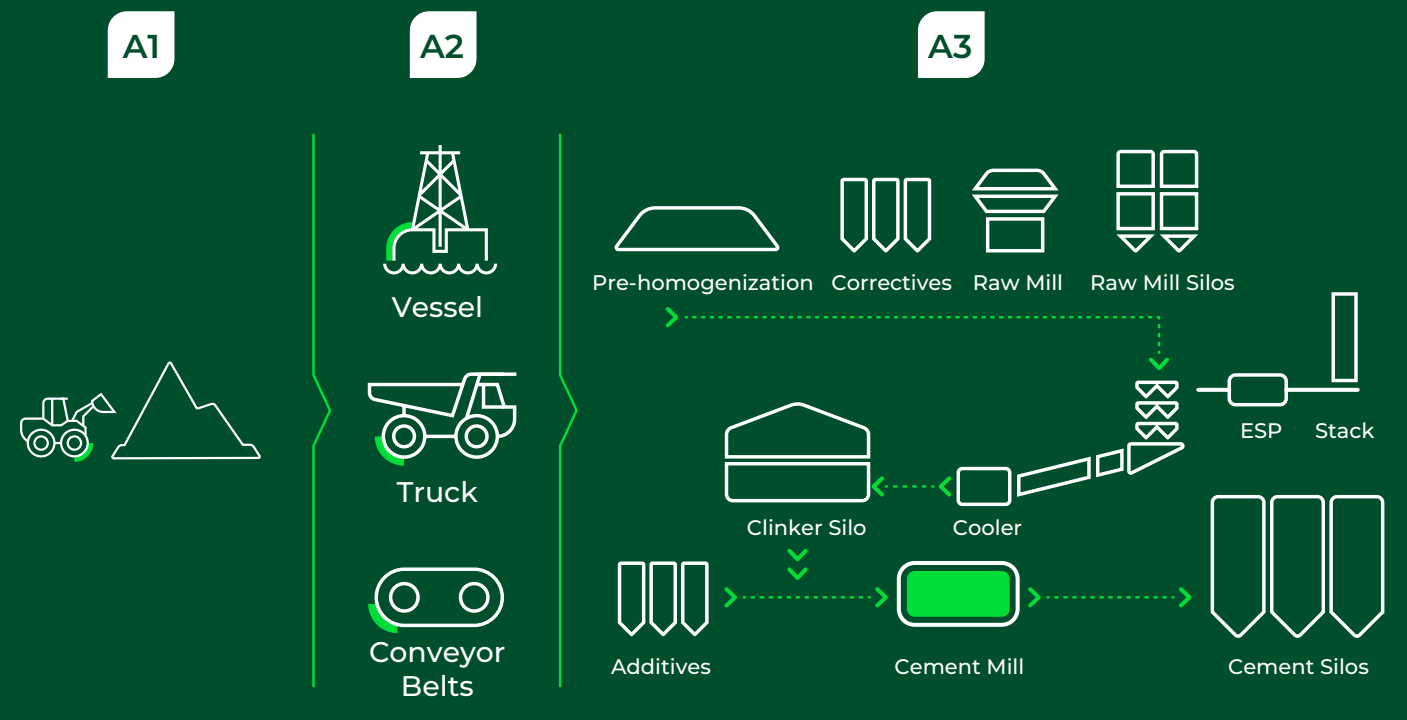 A1
A2
A3
Vessel
Truck
Conveyor
Belts
Pre-homogenization
Correctives
Raw Mill
Raw Mill Silos
ESP
Stack
Clinker Silo
Cooler
Additives
Cement Mill
Cement Silos